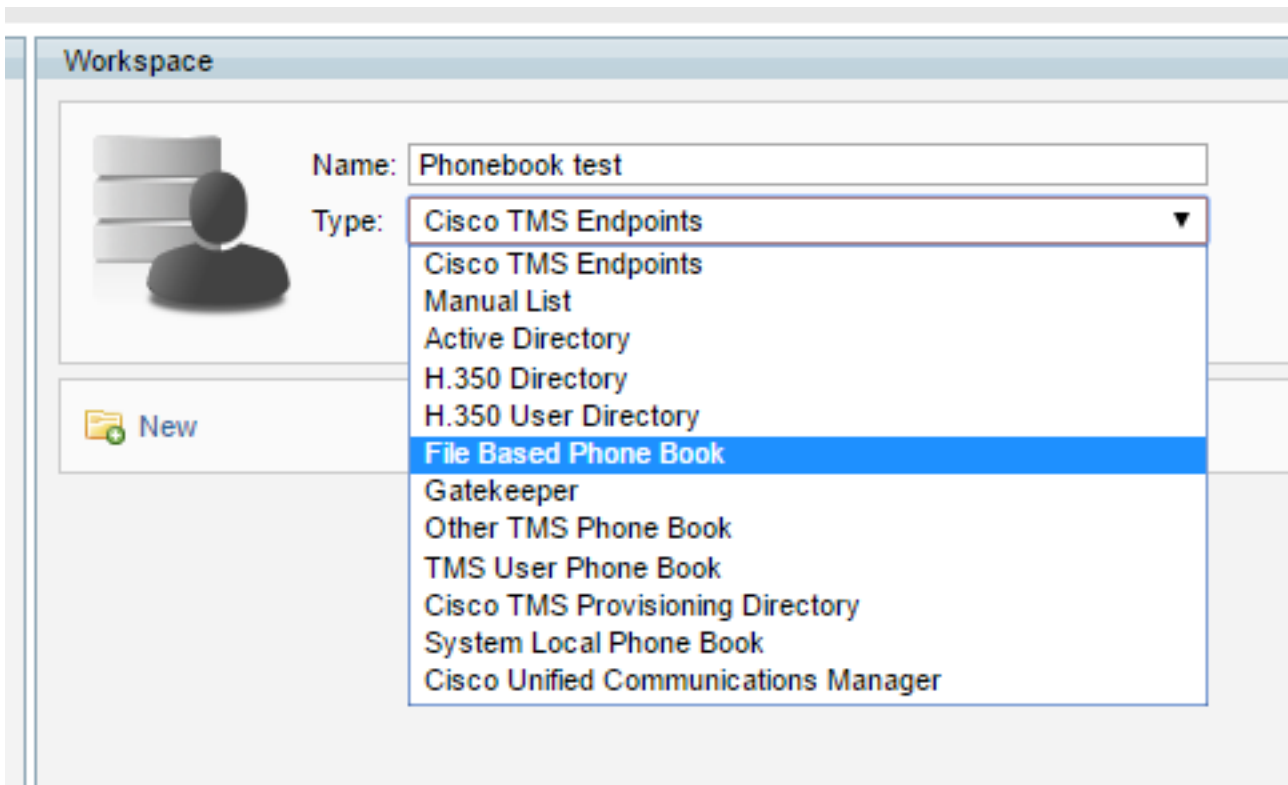 Workspace
Name: Phonebook test
Type: Cisco TMS Endpoints
Cisco TMS Endpoints
Manual List
Active Directory
H.350 Directory
H.350 User Directory
File Based Phone Book
Gatekeeper
Other TMS Phone Book
TMS User Phone Book
Cisco TMS Provisioning Directory
System Local Phone Book
Cisco Unified Communications Manager
New